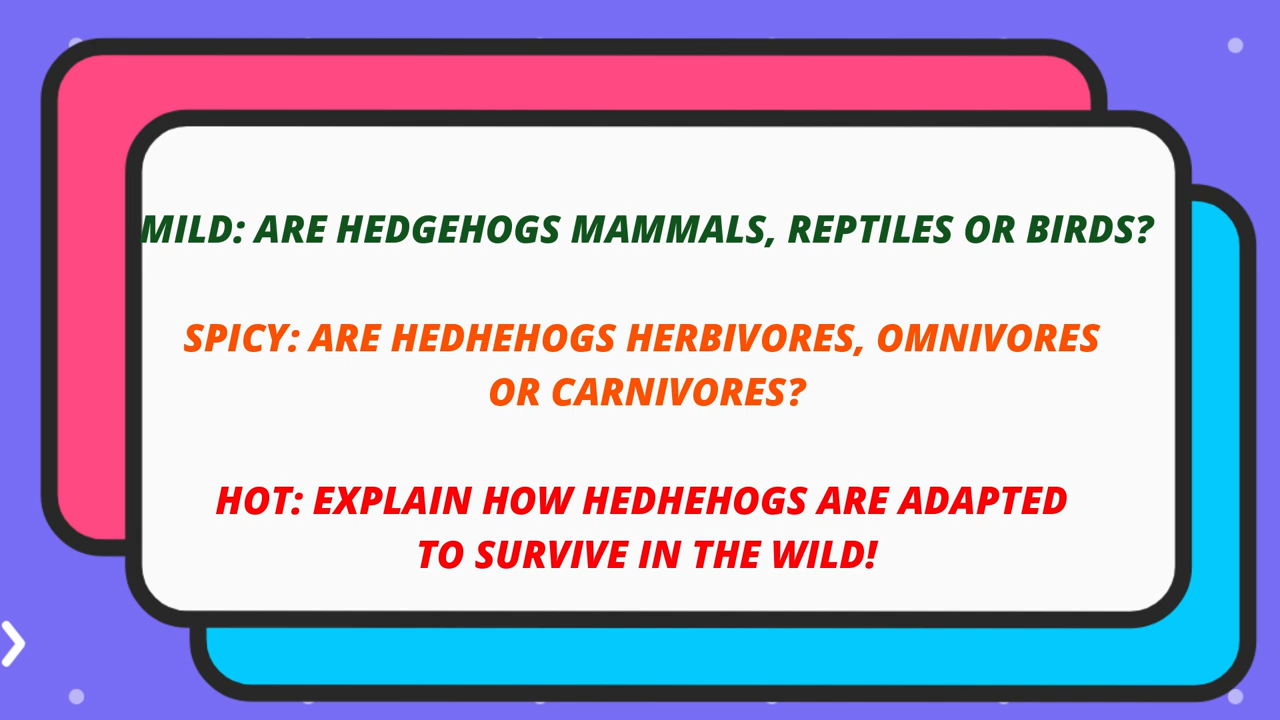 MILD: ARE HEDGEHOGS MAMMALS, REPTILES OR BIRDS?
SPICY: ARE HEDHEHOGS HERBIVORES, OMNIVORES
OR CARNIVORES?
HOT: EXPLAIN HOW HEDHEHOGS ARE ADAPTED
TO SURVIVE IN THE WILD!